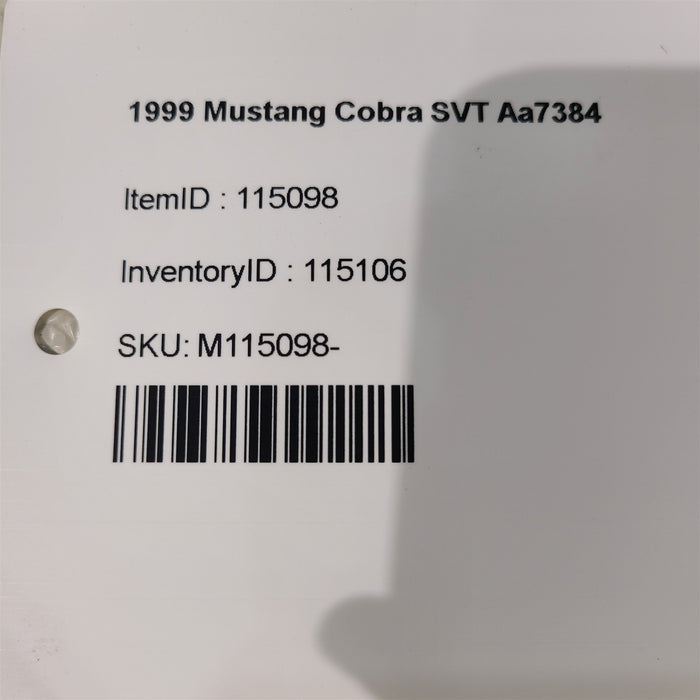 1999 Mustang Cobra SVT Aa7384
ItemID : 115098
InventoryID : 115106
SKU: M115098-